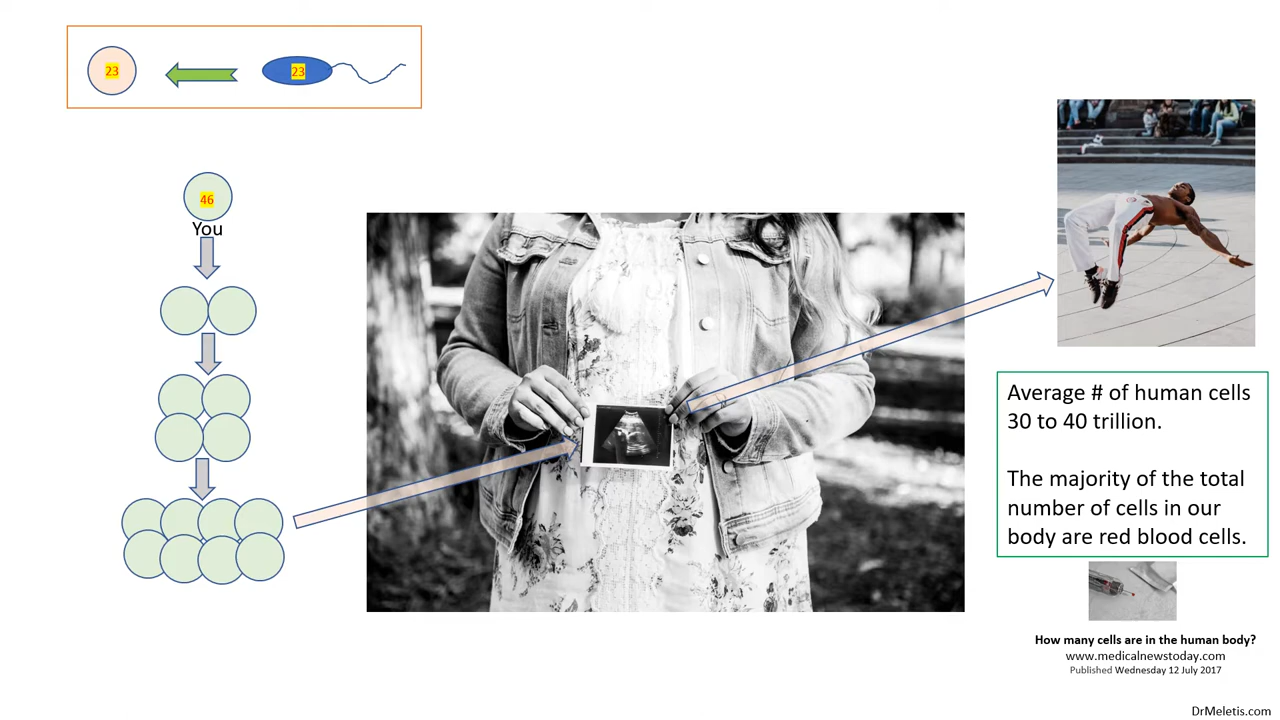 23
23
46
You
Average # of human cells
30 to 40 trillion.
The majority of the total
number of cells in our
body are red blood cells.
How many cells are in the human body?
www.medicalnewstoday.com
Published Wednesday 12 July 2017
DrMeletis.com